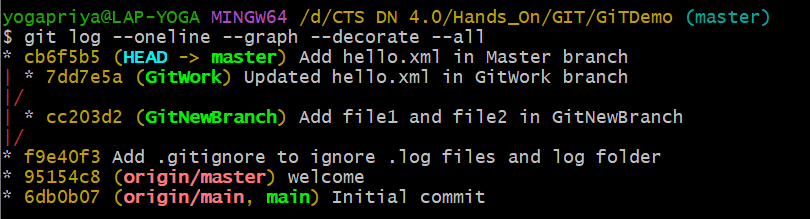 yogapriya@LAP-YOGA MINGW64 /d/CTS DN 4.0/Hands_On/GIT/GiTDemo (master)
$ git log --oneline --graph --decorate --all
* cb6f5b5 (HEAD -> master) Add hello.xml in Master branch
| * 7dd7e5a (GitWork) Updated hello.xml in GitWork branch
|/
| * cc203d2 (GitNewBranch) Add file1 and file2 in GitNewBranch
|/
* f9e40f3 Add .gitignore to ignore .log files and log folder
* 95154c8 (origin/master) welcome
* 6db0b07 (origin/main, main) Initial commit